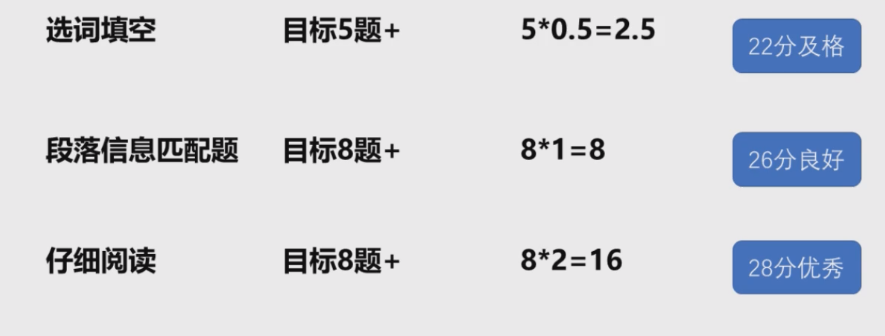 选词填空 目标5题+ 5*0.5=2.5 22分及格
段落信息匹配题 目标8题+ 8*1=8 26分良好
仔细阅读 目标8题+ 8*2=16 28分优秀